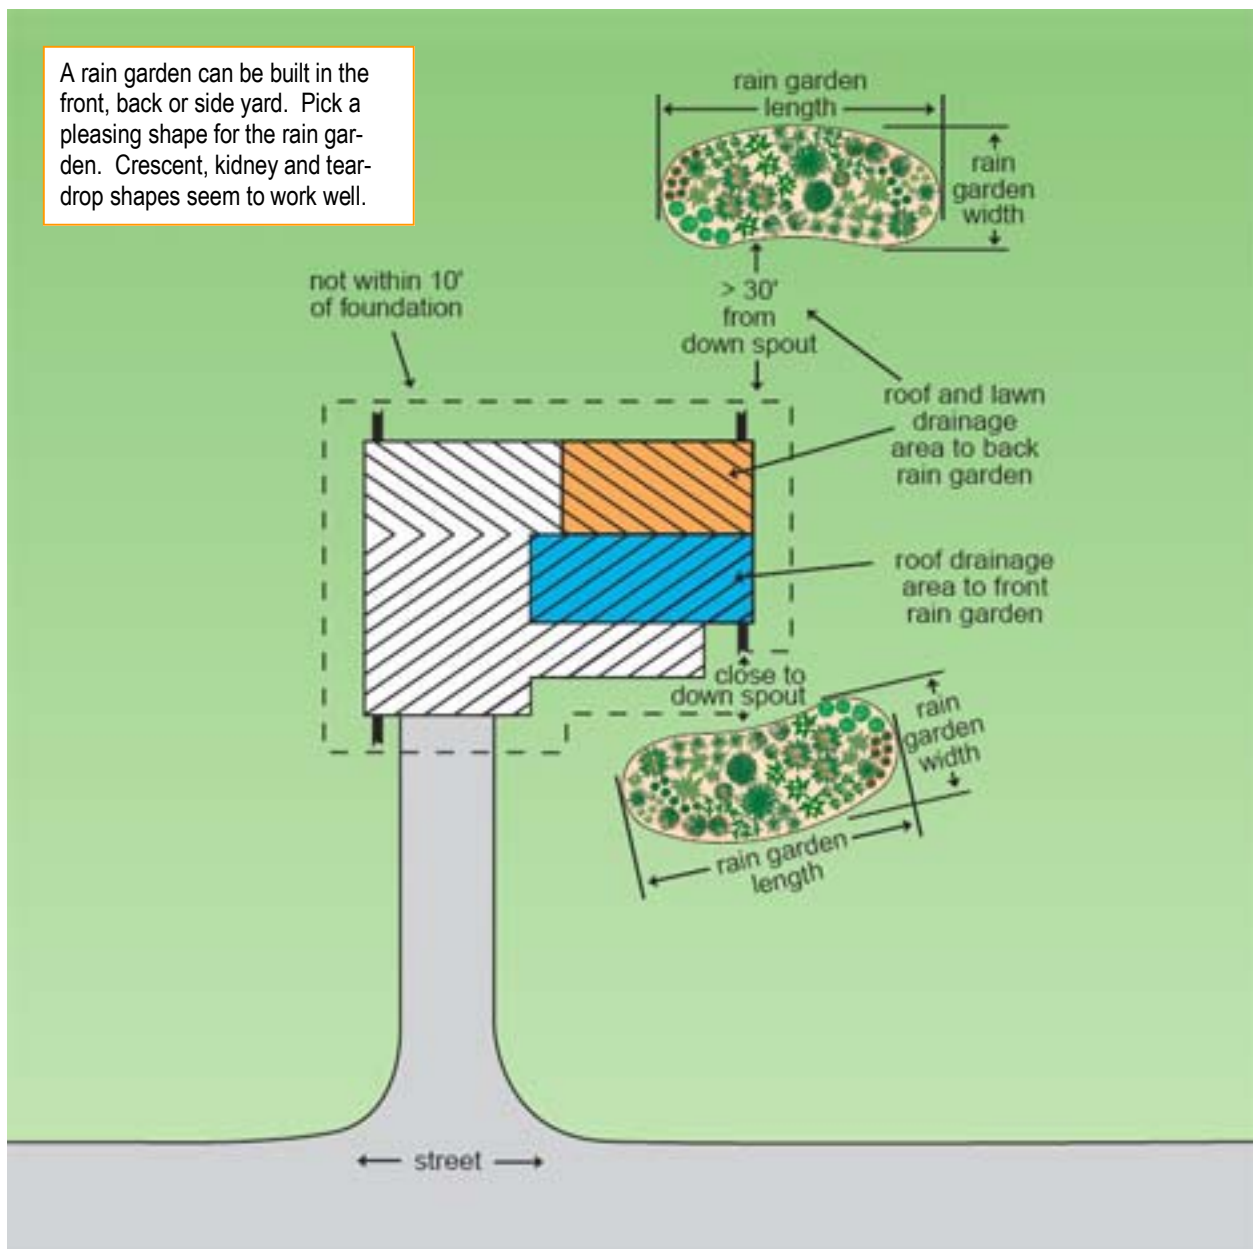 A rain garden can be built in the
front, back or side yard.  Pick a
pleasing shape for the rain gar-
den.  Crescent, kidney and tear-
drop shapes seem to work well.
rain garden
length
rain
garden
width
not within 10'
of foundation
> 30'
from
down spout
roof and lawn
drainage
area to back
rain garden
roof drainage
area to front
rain garden
close to
down spout
rain
garden
width
rain garden
length
street